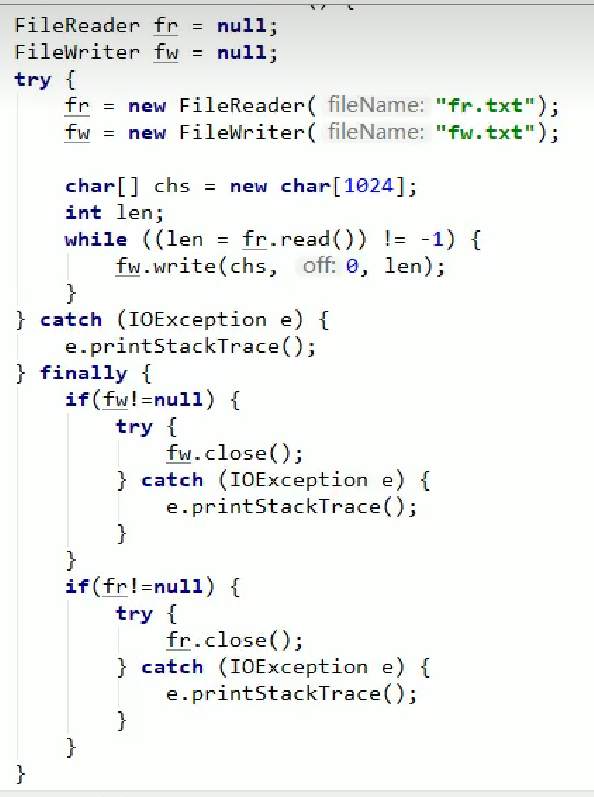 FileReader fr = null;
FileWriter fw = null;
try {
    fr = new FileReader( fileName: "fr.txt");
    fw = new FileWriter( fileName: "fw.txt");

    char[] chs = new char[1024];
    int len;
    while ((len = fr.read()) != -1) {
        fw.write(chs,  off: 0, len);
    }
} catch (IOException e) {
    e.printStackTrace();
} finally {
    if(fw!=null) {
        try {
            fw.close();
        } catch (IOException e) {
            e.printStackTrace();
        }
    }
    if(fr!=null) {
        try {
            fr.close();
        } catch (IOException e) {
            e.printStackTrace();
        }
    }
}